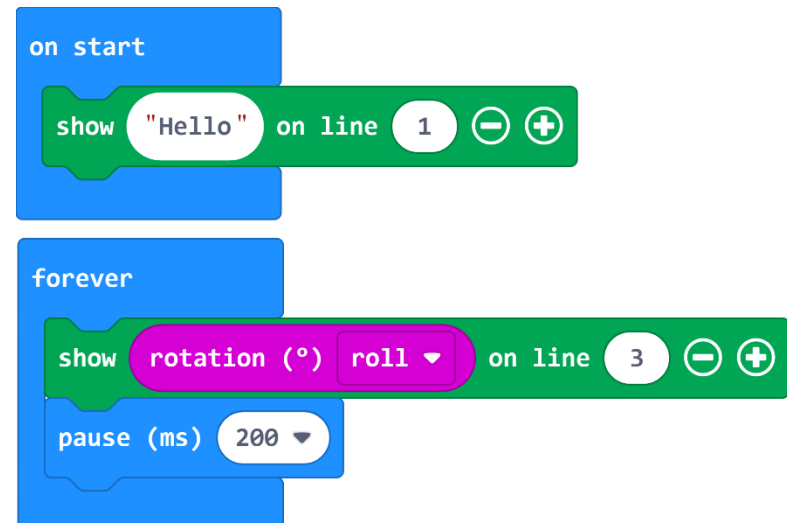 on start
show "Hello" on line 1
forever
show rotation (°) roll on line 3
pause (ms) 200